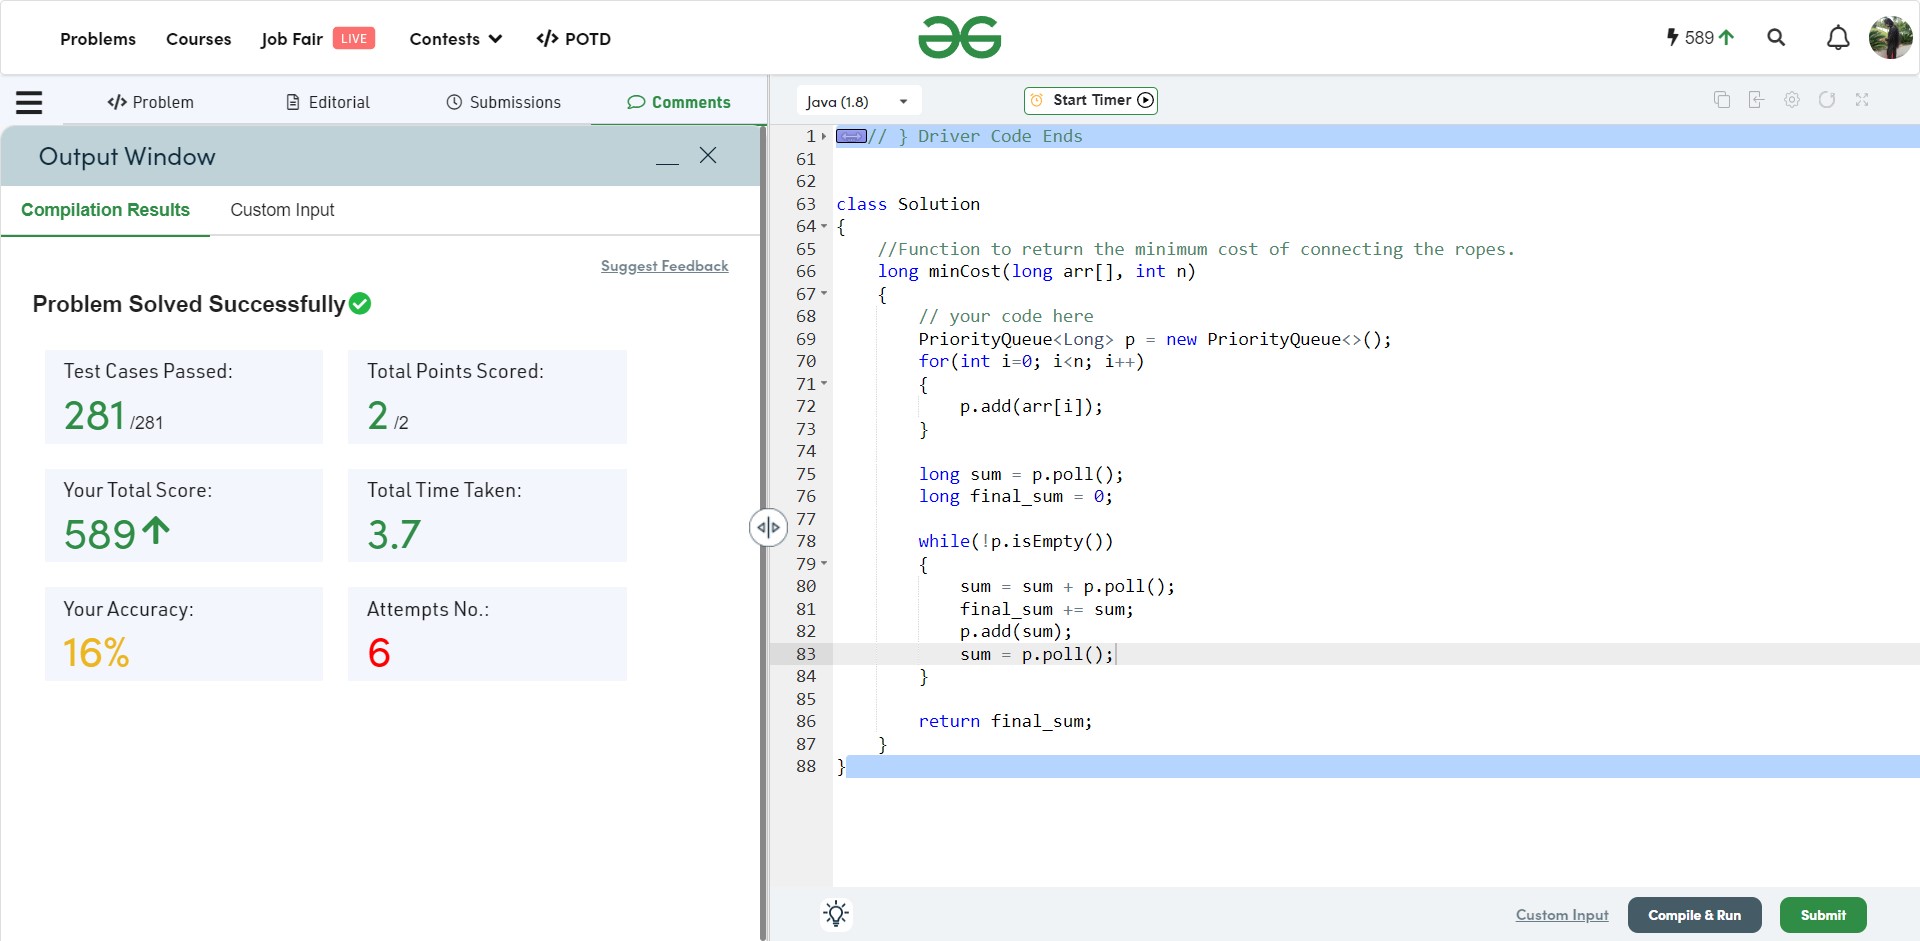 Problems Courses Job Fair LIVE Contests </> POTD
589
</> Problem Editorial Submissions Comments
Output Window
Compilation Results Custom Input
Suggest Feedback
Problem Solved Successfully
Test Cases Passed:
281 /281
Total Points Scored:
2 /2
Your Total Score:
589
Total Time Taken:
3.7
Your Accuracy:
16%
Attempts No.:
6
Java (1.8) Start Timer
1 // } Driver Code Ends
61
62
63 class Solution
64 {
65 //Function to return the minimum cost of connecting the ropes.
66 long minCost(long arr[], int n)
67 {
68 // your code here
69 PriorityQueue<Long> p = new PriorityQueue<>();
70 for(int i=0; i<n; i++)
71 {
72 p.add(arr[i]);
73 }
74
75 long sum = p.poll();
76 long final_sum = 0;
77
78 while(!p.isEmpty())
79 {
80 sum = sum + p.poll();
81 final_sum += sum;
82 p.add(sum);
83 sum = p.poll();
84 }
85
86 return final_sum;
87 }
88 }
Custom Input Compile & Run Submit